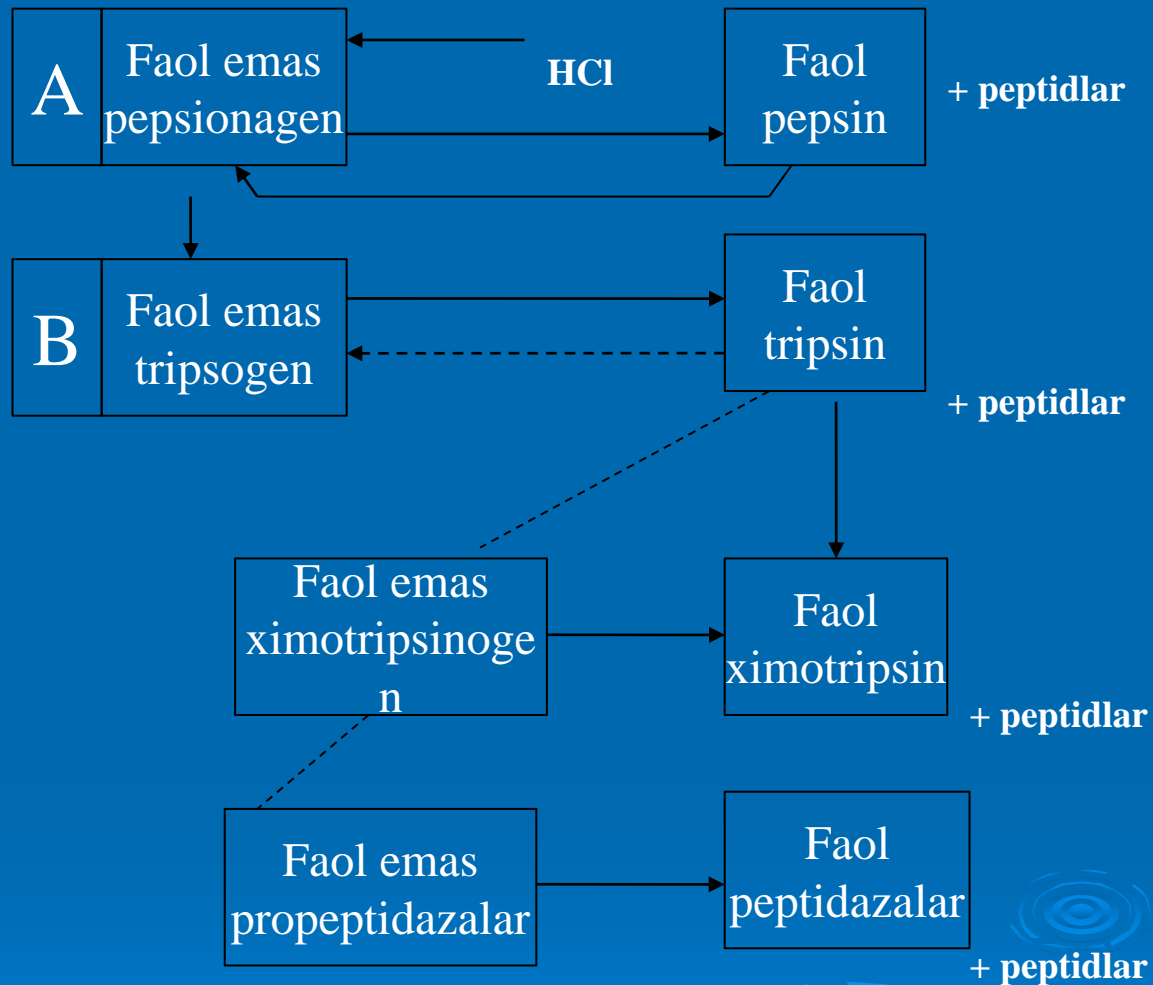 A
Faol emas
pepsionagen
HCl
Faol
pepsin
+ peptidlar
B
Faol emas
tripsogen
Faol
tripsin
+ peptidlar
Faol emas
ximotripsinoge
n
Faol
ximotripsin
+ peptidlar
Faol emas
propeptidazalar
Faol
peptidazalar
+ peptidlar